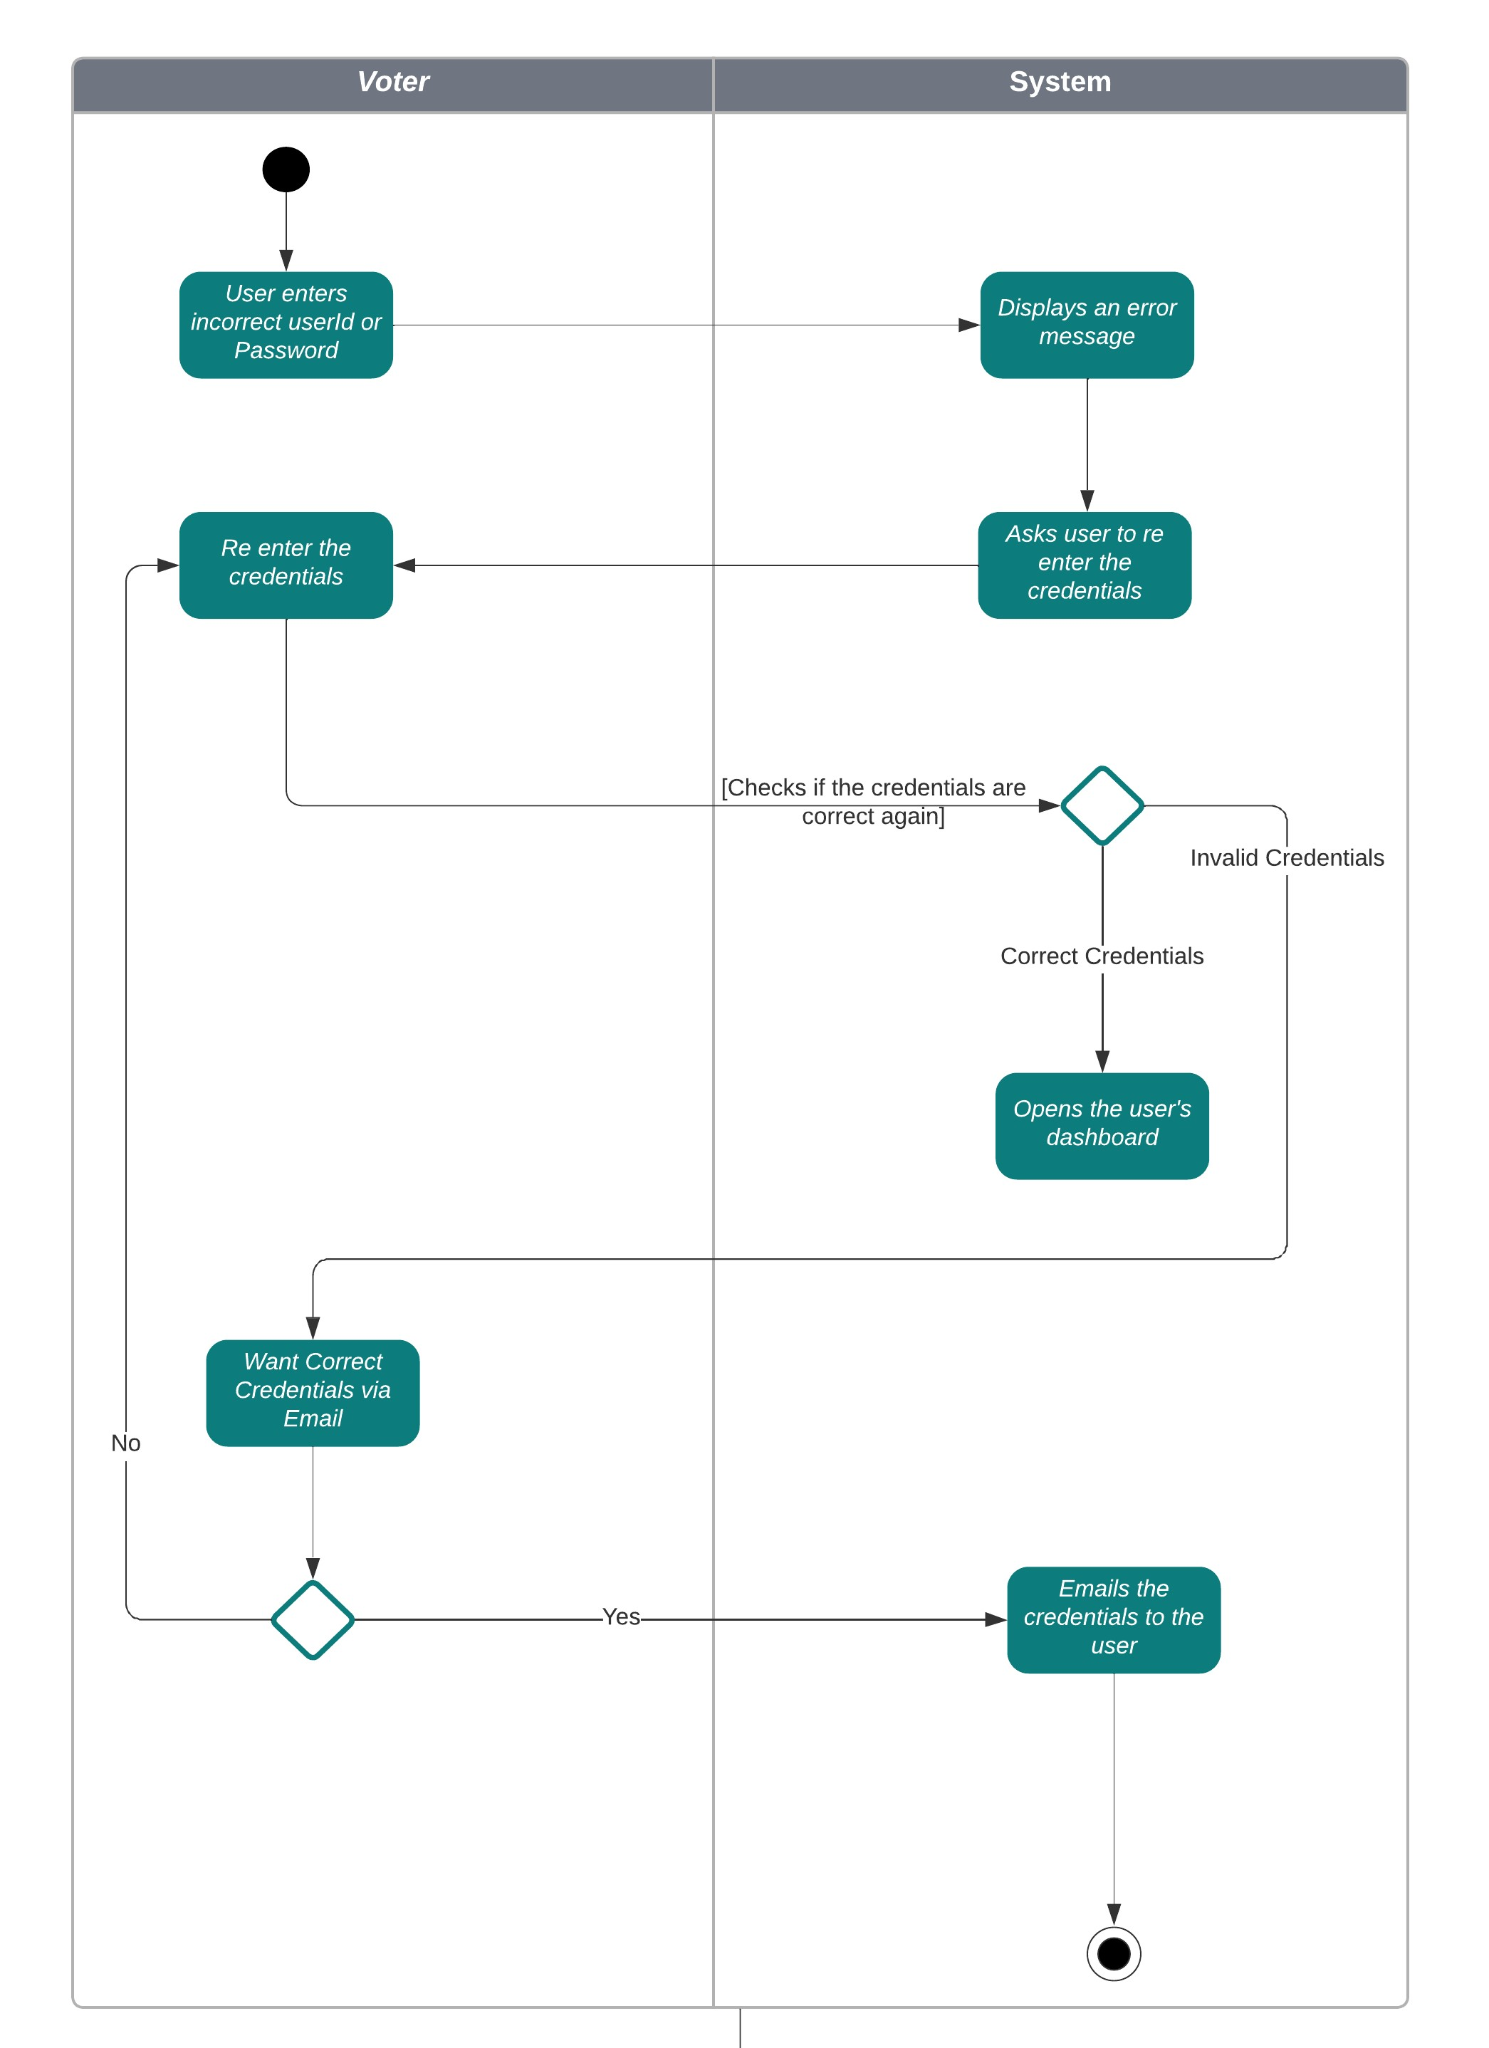 Voter
System
User enters
incorrect userId or
Password
Displays an error
message
Re enter the
credentials
Asks user to re
enter the
credentials
[Checks if the credentials are
correct again]
Invalid Credentials
Correct Credentials
Opens the user's
dashboard
Want Correct
Credentials via
Email
No
Yes
Emails the
credentials to the
user